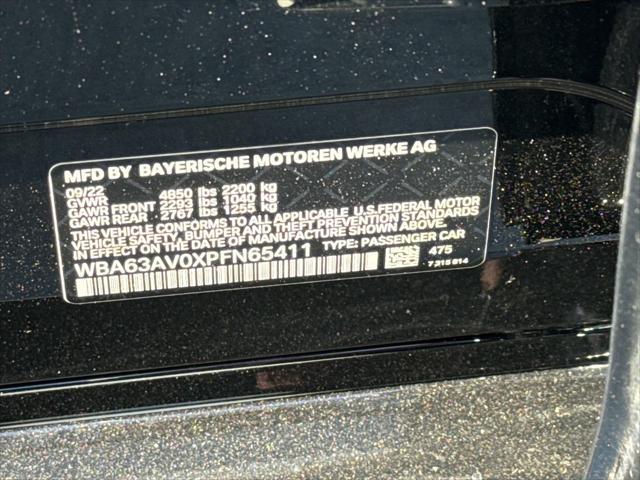 MFD BY BAYERISCHE MOTOREN WERKE AG
09/22
GVWR 4850 lbs 2200 kg
GAWR FRONT 2293 lbs 1040 kg
GAWR REAR 2767 lbs 1255 kg
THIS VEHICLE CONFORMS TO ALL APPLICABLE U.S.FEDERAL MOTOR
VEHICLE SAFETY, BUMPER AND THEFT PREVENTION STANDARDS
IN EFFECT ON THE DATE OF MANUFACTURE SHOWN ABOVE.
WBA63AV0XPFN65411 TYPE: PASSENGER CAR
475
7 215 814